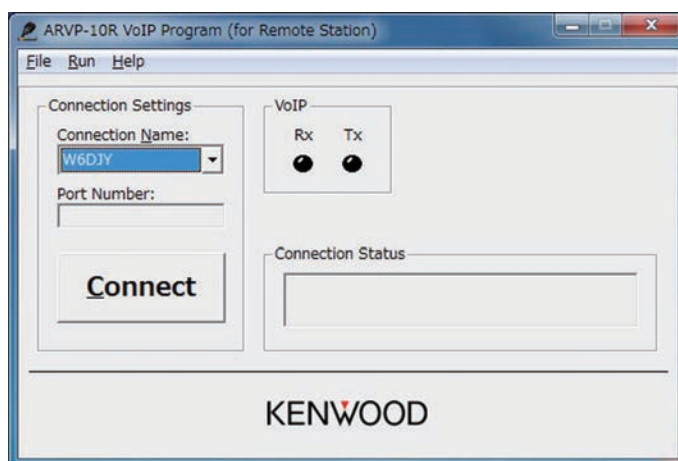 ARVP-10R VoIP Program (for Remote Station)
File Run Help
Connection Settings
Connection Name:
W6DJY
Port Number:
Connect
VoIP
Rx Tx
Connection Status
KENWOOD